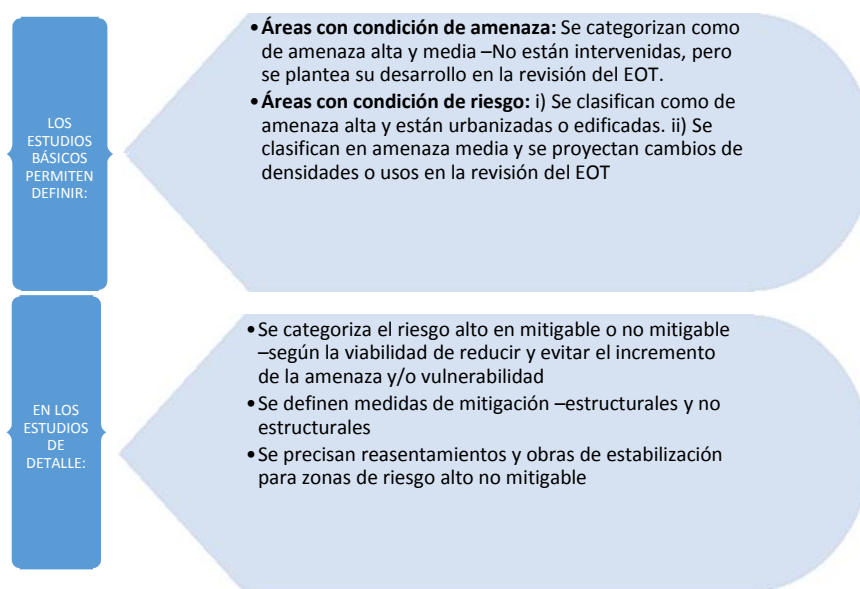 LOS
ESTUDIOS
BÁSICOS
PERMITEN
DEFINIR:
•Áreas con condición de amenaza: Se categorizan como
de amenaza alta y media –No están intervenidas, pero
se plantea su desarrollo en la revisión del EOT.
•Áreas con condición de riesgo: i) Se clasifican como de
amenaza alta y están urbanizadas o edificadas. ii) Se
clasifican en amenaza media y se proyectan cambios de
densidades o usos en la revisión del EOT
EN LOS
ESTUDIOS
DE
DETALLE:
•Se categoriza el riesgo alto en mitigable o no mitigable
–según la viabilidad de reducir y evitar el incremento
de la amenaza y/o vulnerabilidad
•Se definen medidas de mitigación –estructurales y no
estructurales
•Se precisan reasentamientos y obras de estabilización
para zonas de riesgo alto no mitigable